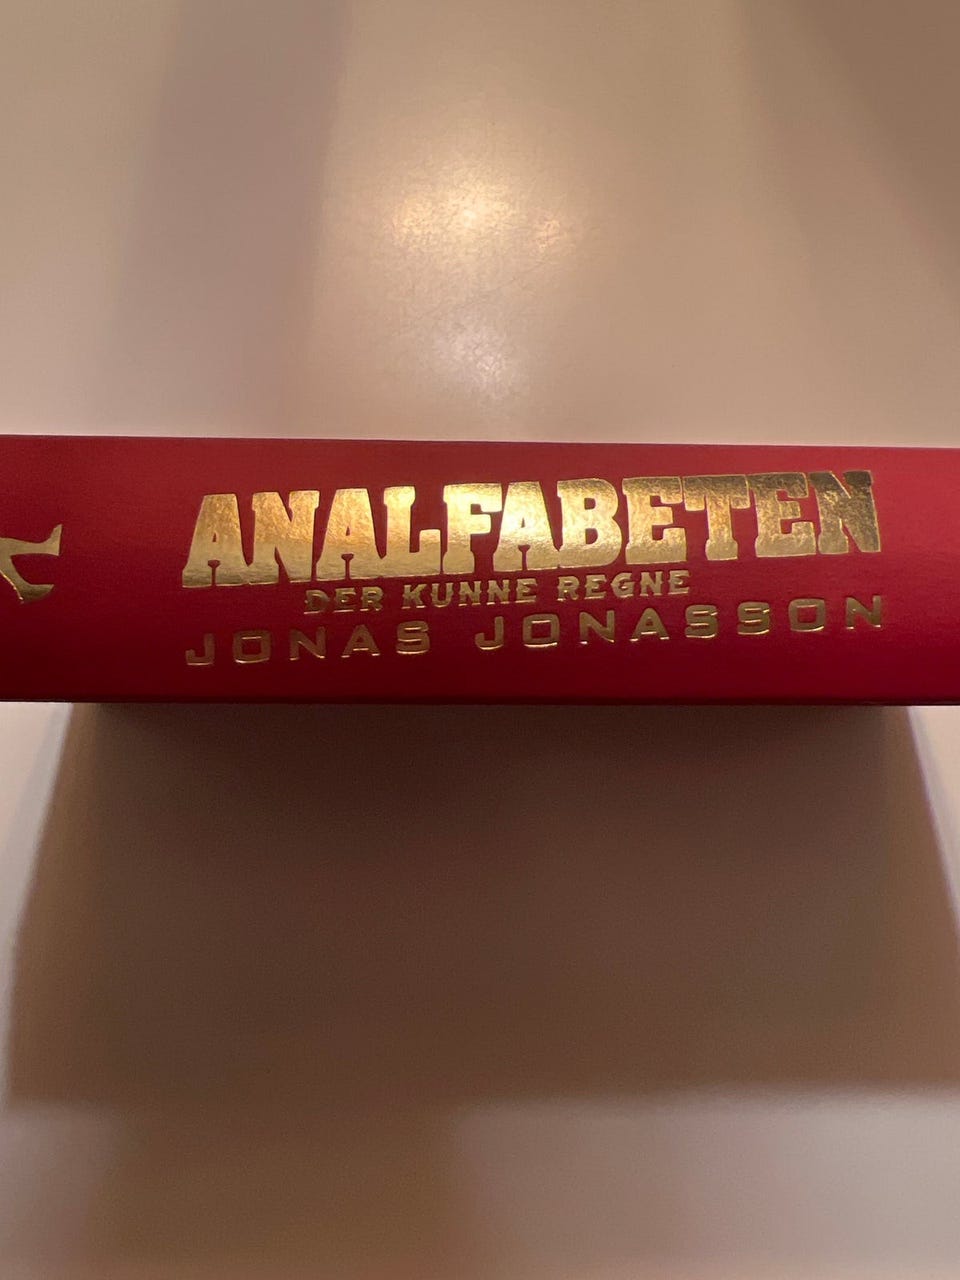 ANALFABETEN
DER KUNNE REGNE
JONAS JONASSON